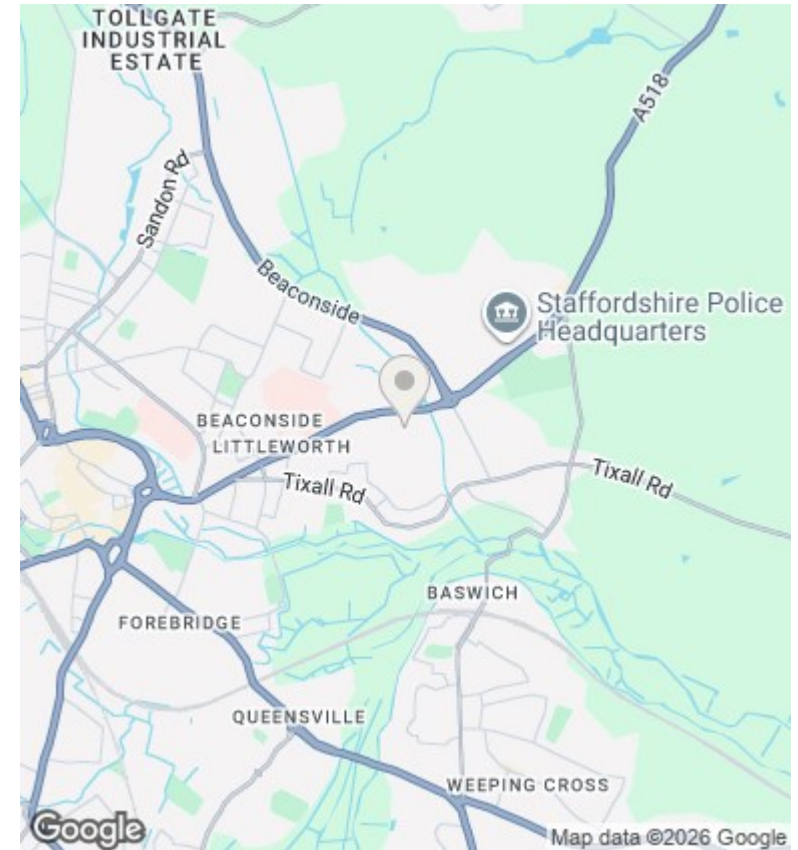 TOLLGATE
INDUSTRIAL
ESTATE
A518
Sandon Rd
Beaconside
Staffordshire Police
Headquarters
BEACONSIDE
LITTLEWORTH
Tixall Rd
Tixall Rd
BASWICH
FOREBRIDGE
QUEENSVILLE
WEEPING CROSS
Google
Map data ©2026 Google